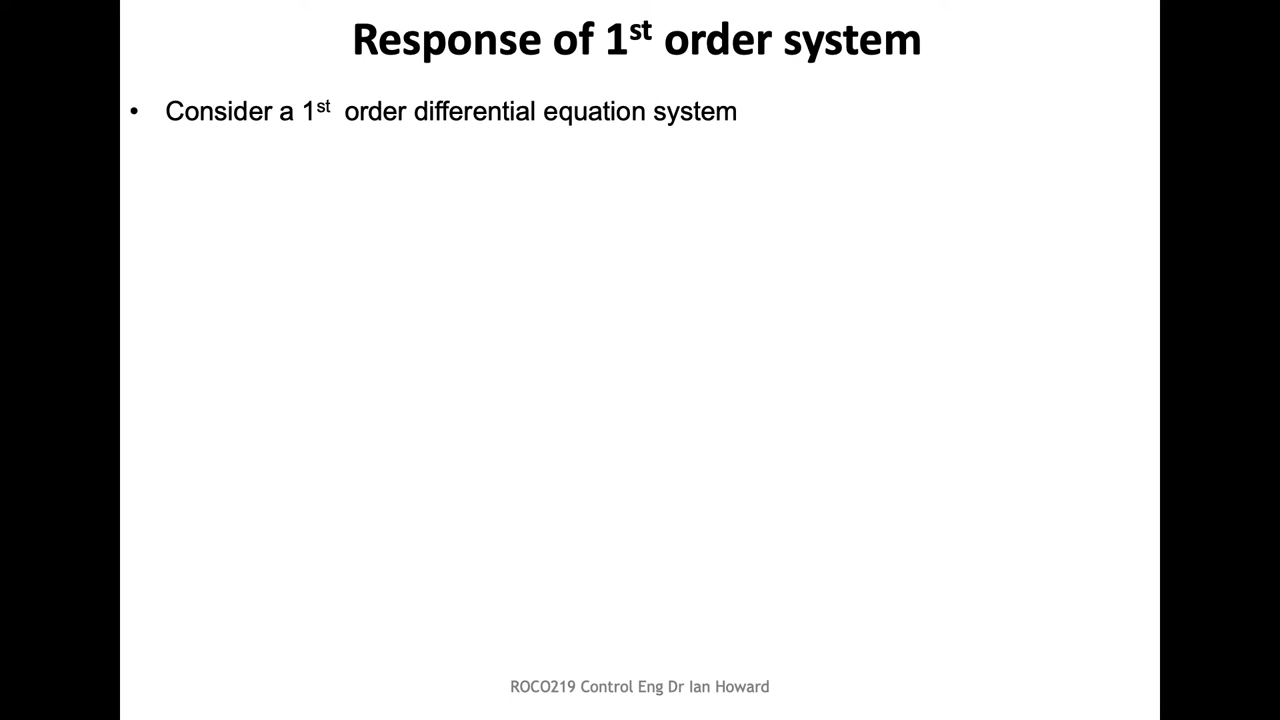 Response of 1st order system
• Consider a 1st order differential equation system
ROCO219 Control Eng Dr Ian Howard